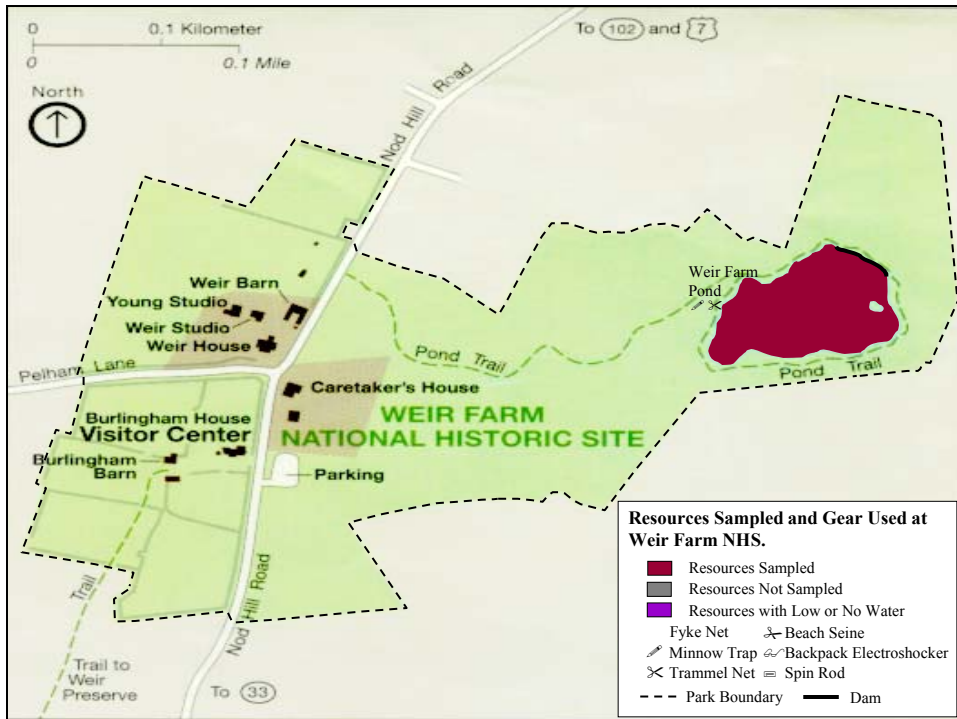 0 0.1 Kilometer
0 0.1 Mile
North
To 102 and 7
Nod Hill Road
Weir Farm
Pond
Weir Barn
Young Studio
Weir Studio
Weir House
Pond Trail
Pond Trail
Pelham Lane
Caretaker's House
WEIR FARM
NATIONAL HISTORIC SITE
Burlingham House
Visitor Center
Burlingham
Barn
Parking
Trail
Nod Hill Road
Trail to
Weir
Preserve
To 33
Resources Sampled and Gear Used at
Weir Farm NHS.
Resources Sampled
Resources Not Sampled
Resources with Low or No Water
Fyke Net Beach Seine
Minnow Trap Backpack Electroshocker
Trammel Net Spin Rod
Park Boundary Dam